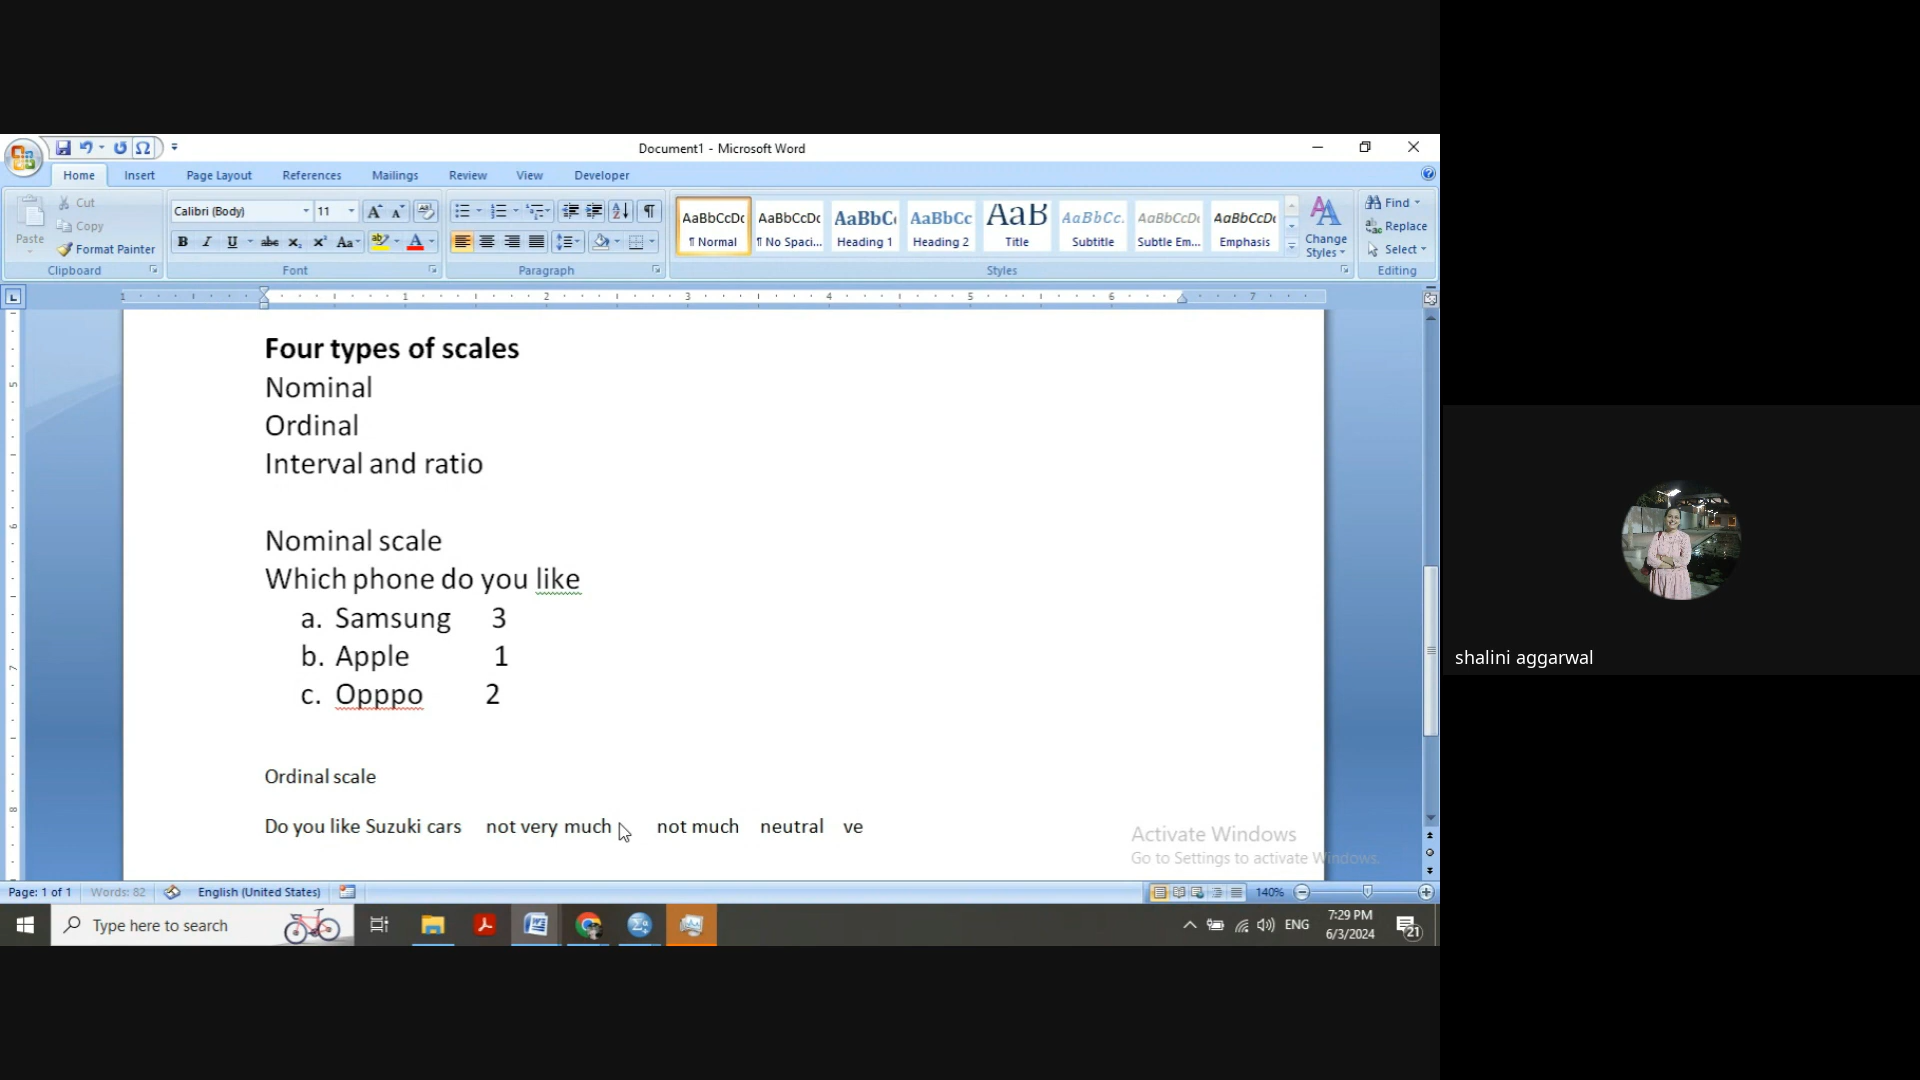 Document1 - Microsoft Word
Home Insert Page Layout References Mailings Review View Developer
Paste
Cut
Copy
Format Painter
Clipboard
Calibri (Body) 11
Font
Paragraph
AaBbCcDc AaBbCcDc AaBbC AaBbCc AaB AaBbCc. AaBbCcDc AaBbCcDc
¶ Normal ¶ No Spaci... Heading 1 Heading 2 Title Subtitle Subtle Em... Emphasis
Change Styles
Styles
Find
Replace
Select
Editing
Four types of scales
Nominal
Ordinal
Interval and ratio
Nominal scale
Which phone do you like
a. Samsung 3
b. Apple 1
c. Opppo 2
Ordinal scale
Do you like Suzuki cars not very much not much neutral ve
Activate Windows
Go to Settings to activate Windows.
Page: 1 of 1 Words: 82 English (United States) 140%
Type here to search
ENG
7:29 PM
6/3/2024
21
shalini aggarwal